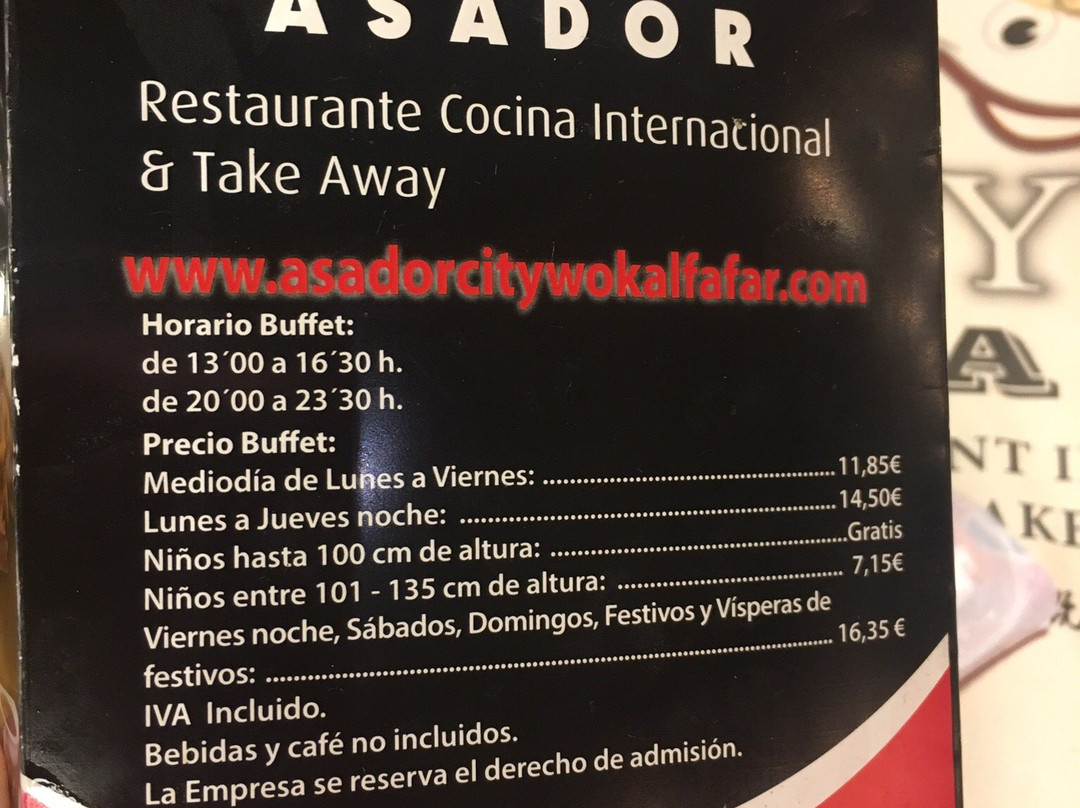 ASADOR
Restaurante Cocina Internacional
& Take Away
www.asadorcitywokalfafar.com
Horario Buffet:
de 13´00 a 16´30 h.
de 20´00 a 23´30 h.
Precio Buffet:
Mediodía de Lunes a Viernes: ........................................................ 11,85€
Lunes a Jueves noche: ........................................................ 14,50€
Niños hasta 100 cm de altura: ........................................................ Gratis
Niños entre 101 - 135 cm de altura: ........................................ 7,15€
Viernes noche, Sábados, Domingos, Festivos y Vísperas de
festivos: ........................................................................ 16,35 €
IVA Incluido.
Bebidas y café no incluidos.
La Empresa se reserva el derecho de admisión.
Y
A